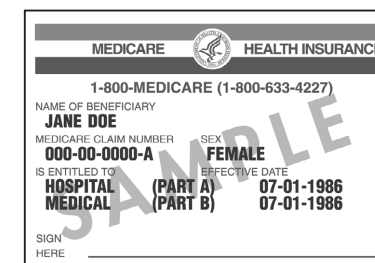 MEDICARE HEALTH INSURANC
1-800-MEDICARE (1-800-633-4227)
NAME OF BENEFICIARY
JANE DOE
MEDICARE CLAIM NUMBER SEX
000-00-0000-A FEMALE
IS ENTITLED TO EFFECTIVE DATE
HOSPITAL (PART A) 07-01-1986
MEDICAL (PART B) 07-01-1986
SIGN
HERE
SAMPLE